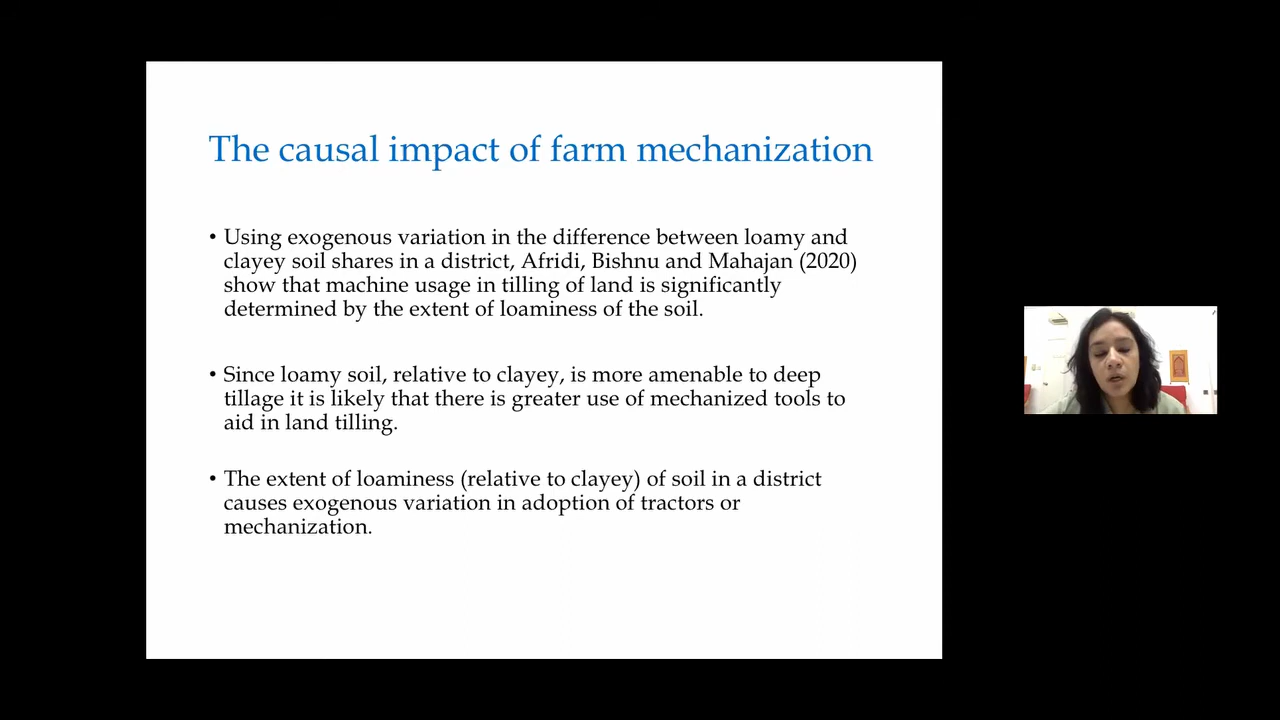 The causal impact of farm mechanization
• Using exogenous variation in the difference between loamy and
clayey soil shares in a district, Afridi, Bishnu and Mahajan (2020)
show that machine usage in tilling of land is significantly
determined by the extent of loaminess of the soil.
• Since loamy soil, relative to clayey, is more amenable to deep
tillage it is likely that there is greater use of mechanized tools to
aid in land tilling.
• The extent of loaminess (relative to clayey) of soil in a district
causes exogenous variation in adoption of tractors or
mechanization.